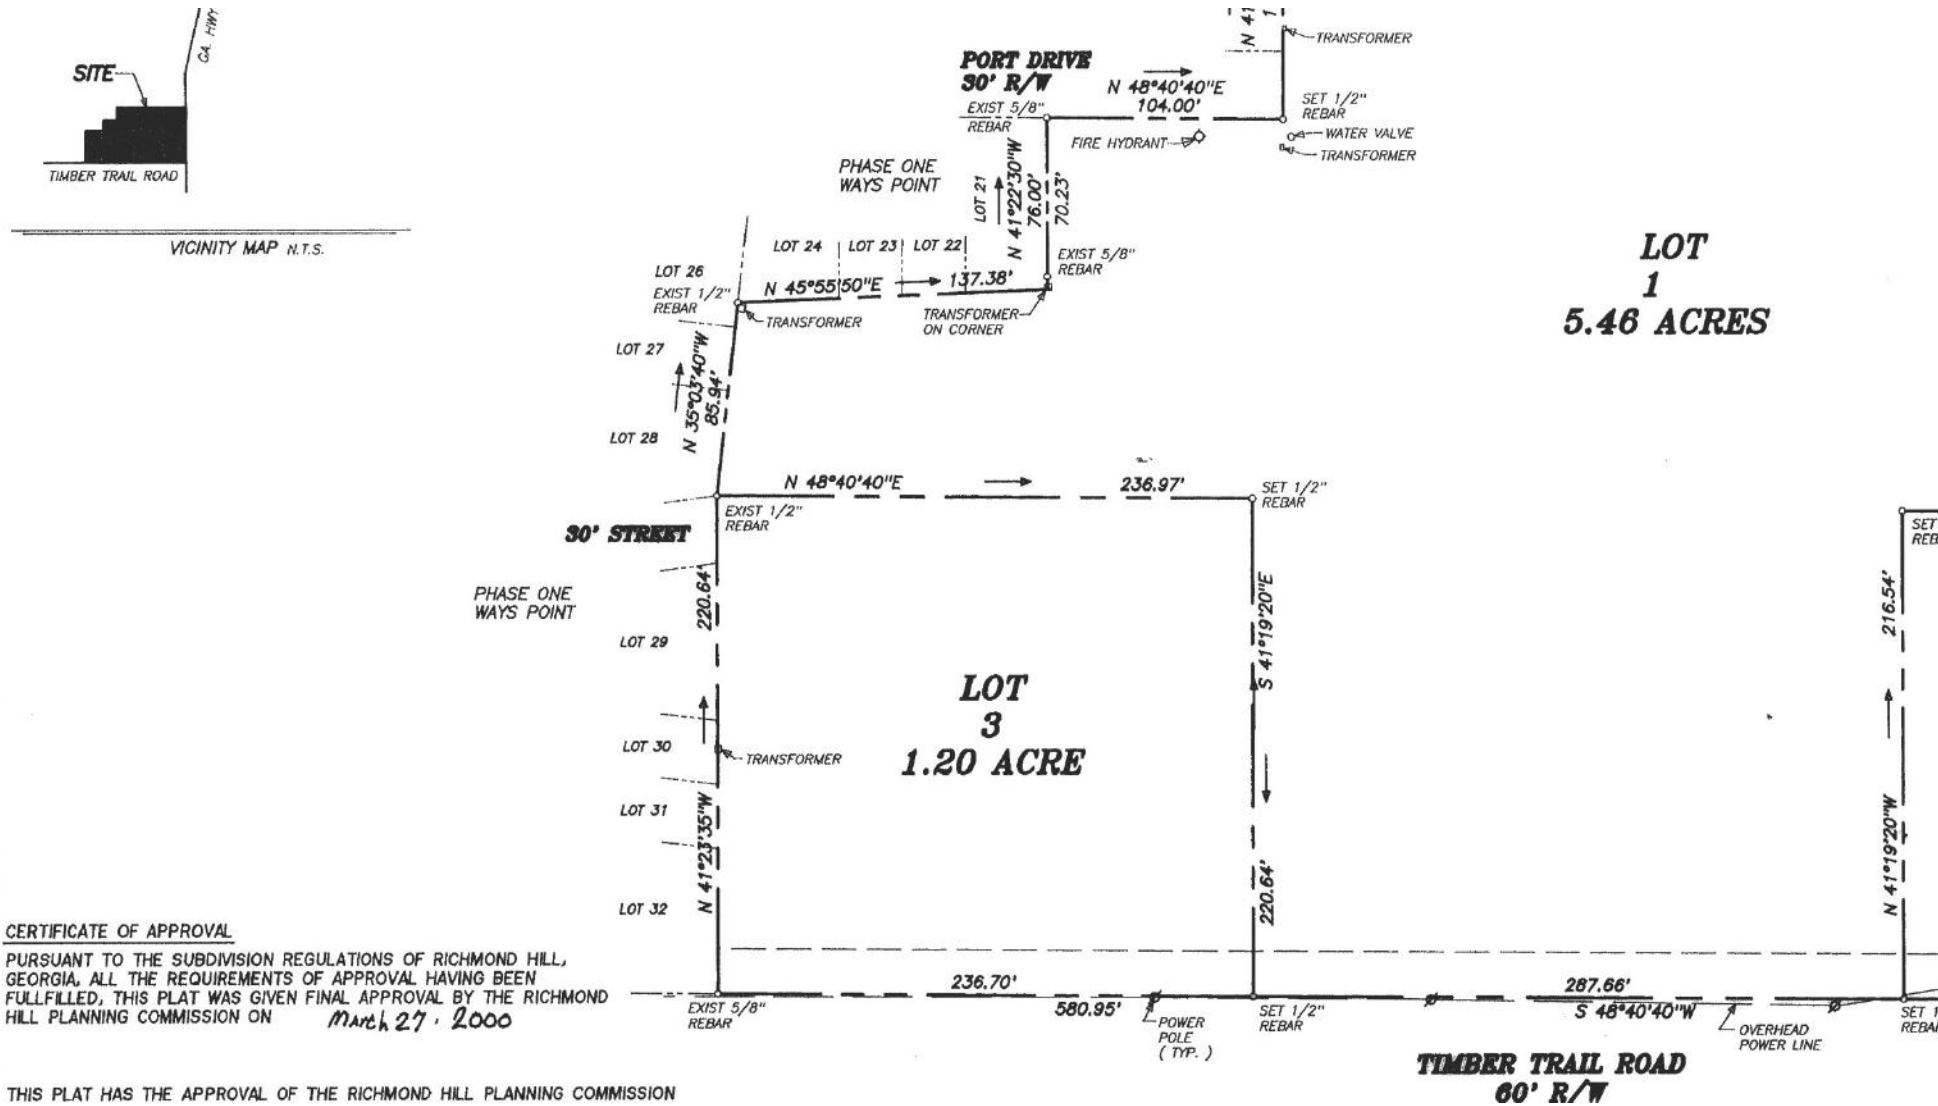 GA. HWY
SITE
TIMBER TRAIL ROAD
VICINITY MAP N.T.S.
N 41
1
TRANSFORMER
PORT DRIVE
30' R/W
N 48°40'40"E
104.00'
EXIST 5/8"
REBAR
SET 1/2"
REBAR
FIRE HYDRANT
WATER VALVE
TRANSFORMER
PHASE ONE
WAYS POINT
LOT 21
N 41°22'30"W
76.00'
70.23'
EXIST 5/8"
REBAR
LOT 24
LOT 23
LOT 22
LOT 26
EXIST 1/2"
REBAR
N 45°55'50"E
137.38'
TRANSFORMER
TRANSFORMER
ON CORNER
LOT
1
5.46 ACRES
LOT 27
N 35°03'40"W
85.94'
LOT 28
N 48°40'40"E
236.97'
SET 1/2"
REBAR
EXIST 1/2"
REBAR
30' STREET
SET
REB
PHASE ONE
WAYS POINT
220.64'
S 41°19'20"E
216.54'
LOT 29
LOT
3
1.20 ACRE
LOT 30
TRANSFORMER
LOT 31
N 41°23'35"W
220.64'
N 41°19'20"W
LOT 32
CERTIFICATE OF APPROVAL
PURSUANT TO THE SUBDIVISION REGULATIONS OF RICHMOND HILL,
GEORGIA, ALL THE REQUIREMENTS OF APPROVAL HAVING BEEN
FULLFILLED, THIS PLAT WAS GIVEN FINAL APPROVAL BY THE RICHMOND
HILL PLANNING COMMISSION ON March 27, 2000
EXIST 5/8"
REBAR
236.70'
580.95'
POWER
POLE
( TYP. )
SET 1/2"
REBAR
287.66'
S 48°40'40"W
OVERHEAD
POWER LINE
SET 1
REBAR
TIMBER TRAIL ROAD
60' R/W
THIS PLAT HAS THE APPROVAL OF THE RICHMOND HILL PLANNING COMMISSION